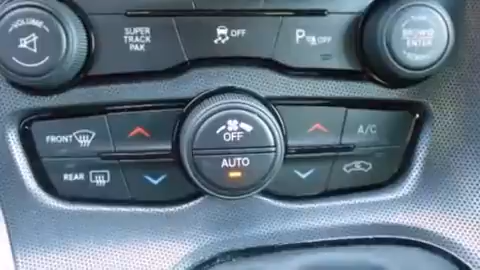 VOLUME
SUPER
TRACK
PAK
OFF
P OFF
BROWSE
ENTER
FRONT
OFF
A/C
REAR
AUTO